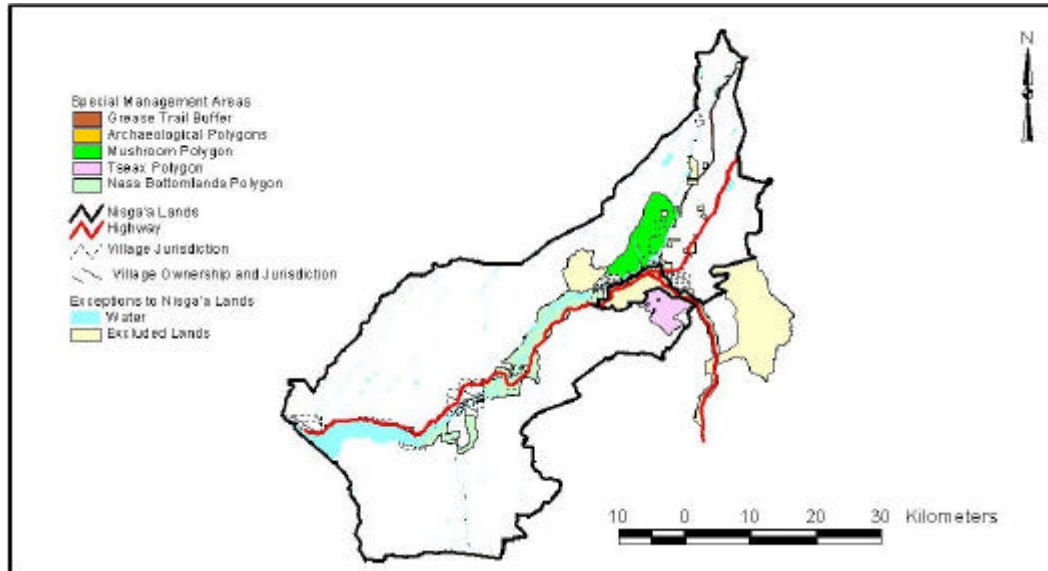 N
Special Management Areas
Grease Trail Buffer
Archaeological Polygons
Mushroom Polygon
Tseax Polygon
Nass Bottomlands Polygon
Nisga'a Lands
Highway
Village Jurisdiction
Village Ownership and Jurisdiction
Exceptions to Nisga'a Lands
Water
Excluded Lands
10 0 10 20 30 Kilometers